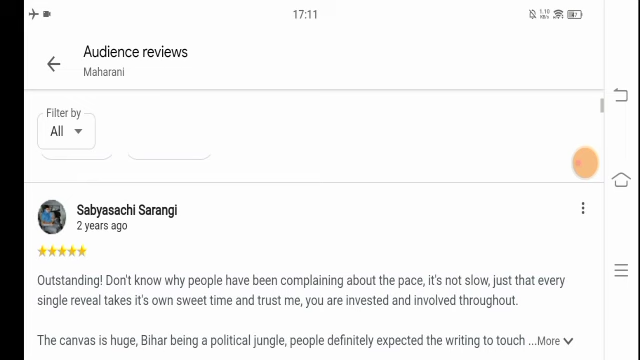 17:11
1.10
KB/s
Audience reviews
Maharani
Filter by
All
Sabyasachi Sarangi
2 years ago
Outstanding! Don't know why people have been complaining about the pace, it's not slow, just that every
single reveal takes it's own sweet time and trust me, you are invested and involved throughout.
The canvas is huge, Bihar being a political jungle, people definitely expected the writing to touch ...More